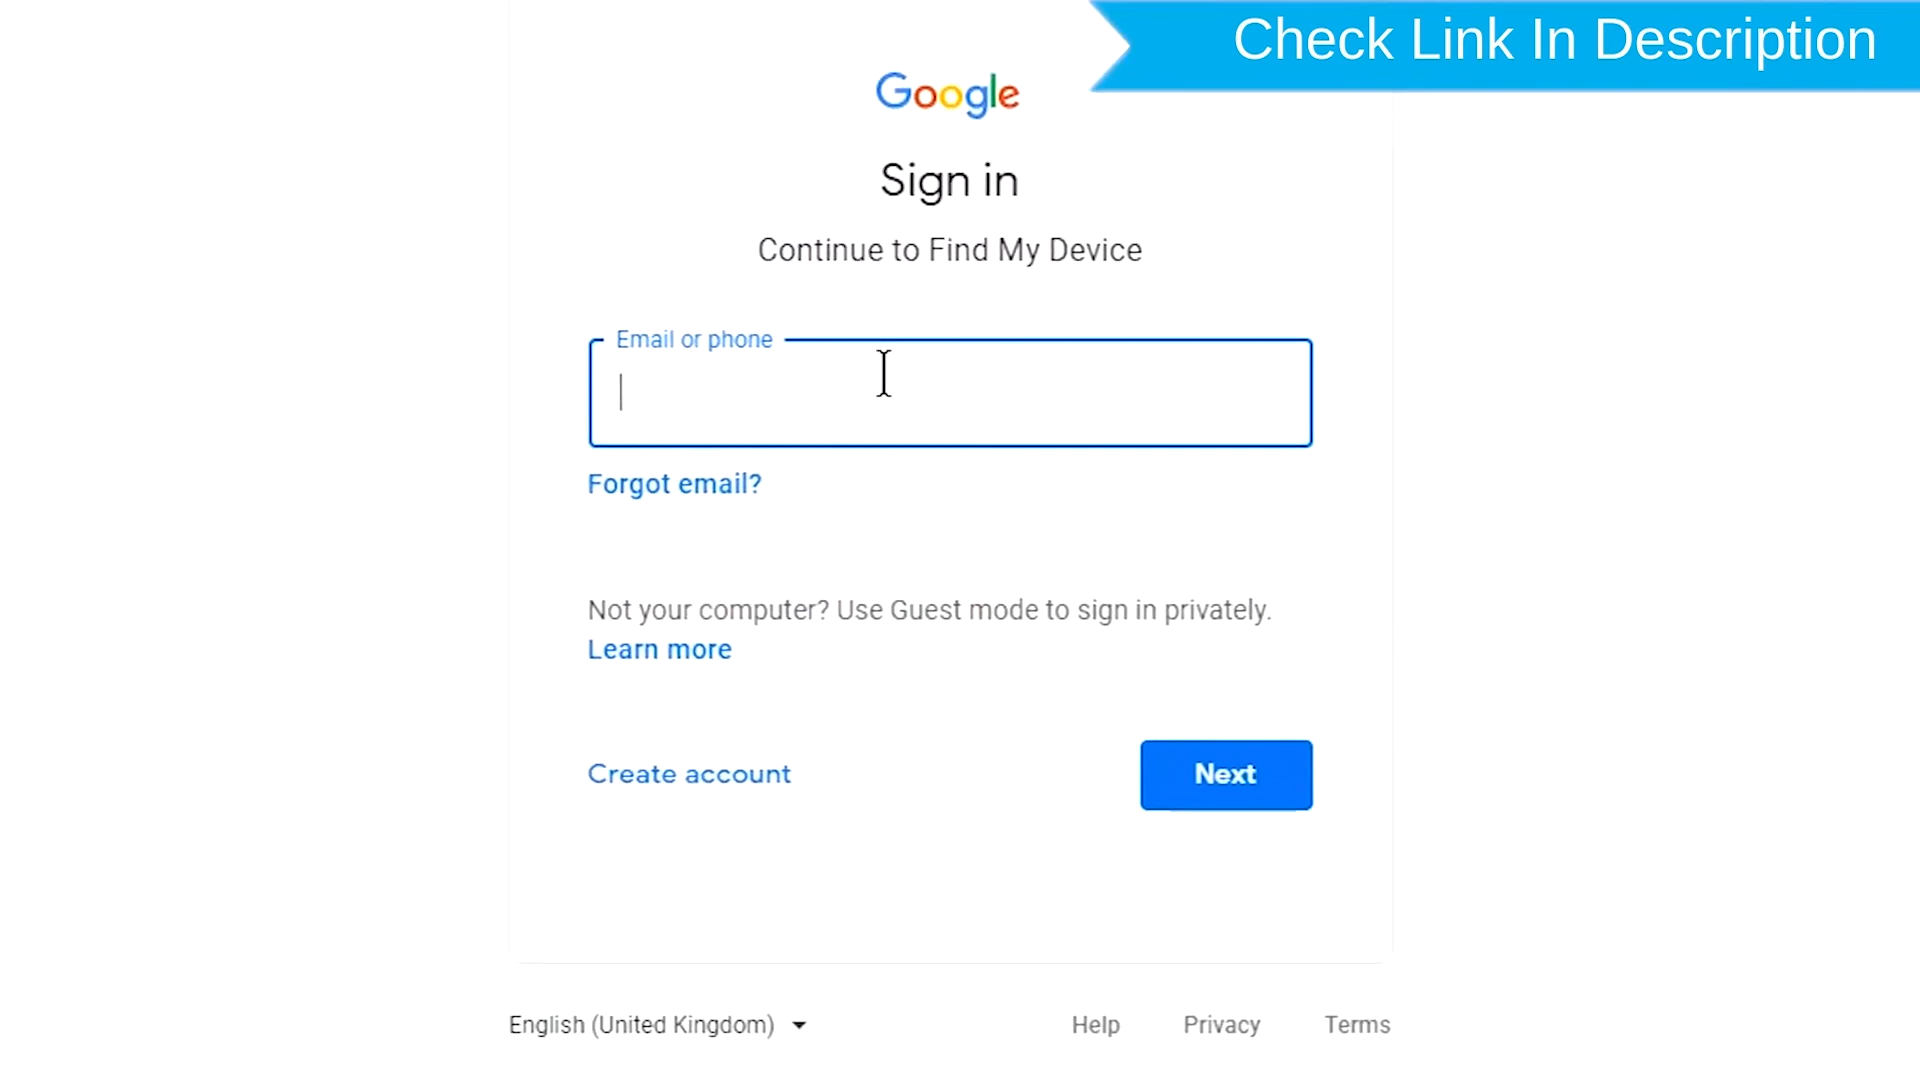 Check Link In Description
Google
Sign in
Continue to Find My Device
Email or phone
Forgot email?
Not your computer? Use Guest mode to sign in privately.
Learn more
Create account
Next
English (United Kingdom)
Help
Privacy
Terms